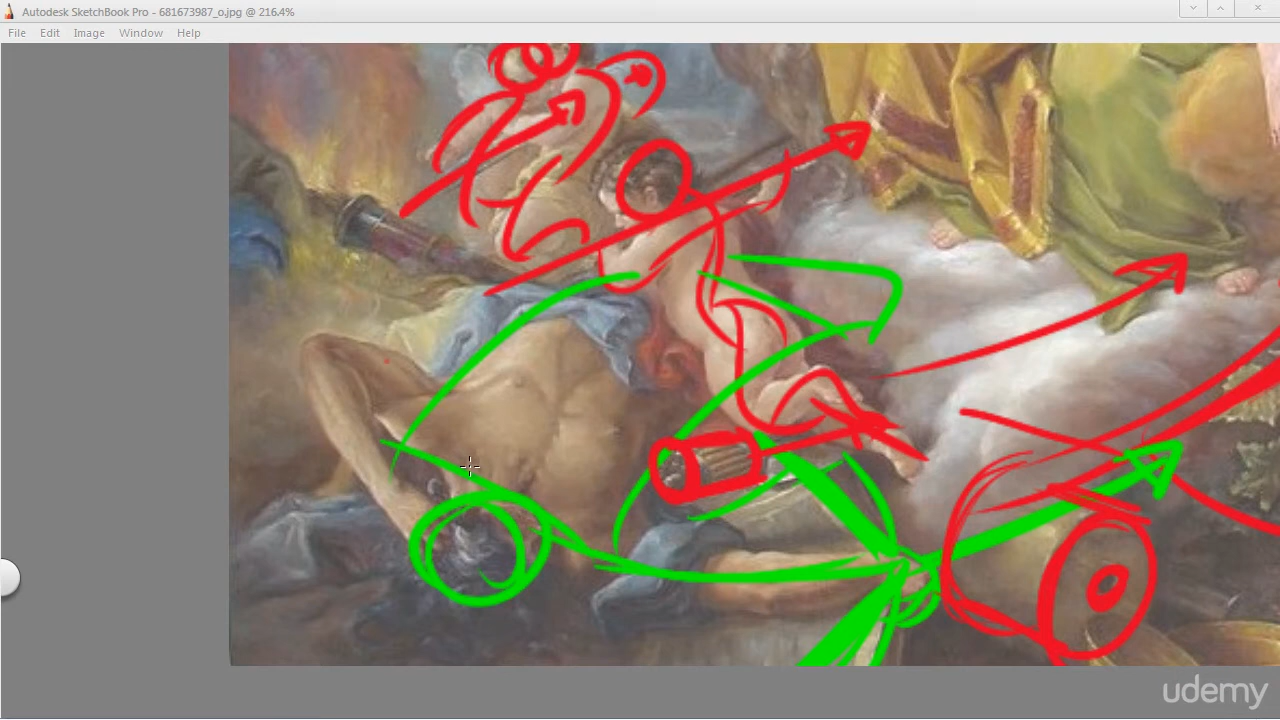 Autodesk SketchBook Pro - 681673987_o.jpg @ 216.4%
File Edit Image Window Help
udemy